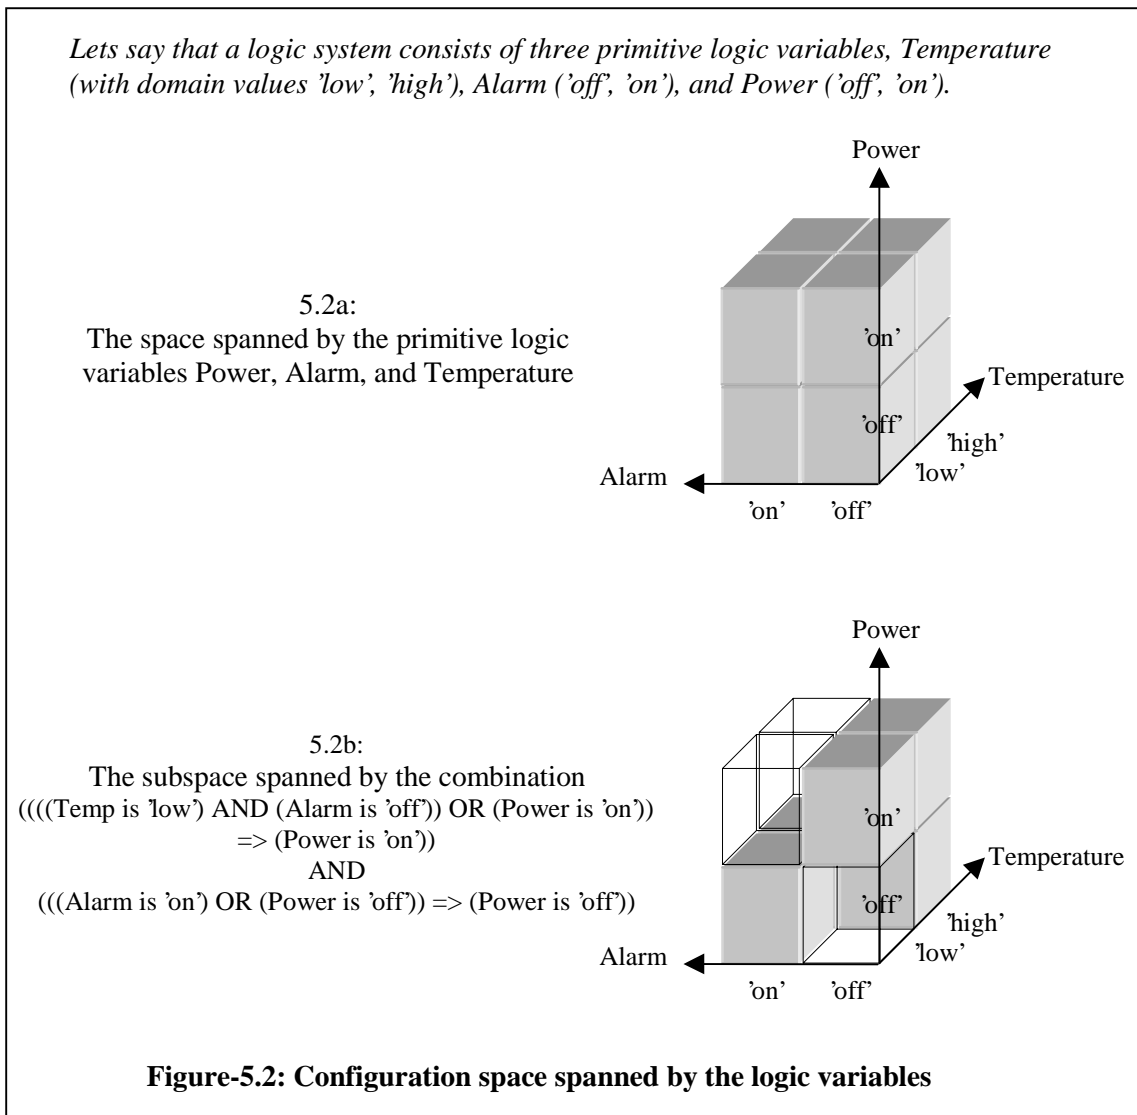 Lets say that a logic system consists of three primitive logic variables, Temperature
(with domain values ’low’, ’high’), Alarm (’off’, ’on’), and Power (’off’, ’on’).
Power
5.2a:
The space spanned by the primitive logic
variables Power, Alarm, and Temperature
’on’
Temperature
’off’
’high’
’low’
Alarm
’on’ ’off’
Power
5.2b:
The subspace spanned by the combination
((((Temp is ’low’) AND (Alarm is ’off’)) OR (Power is ’on’))
=> (Power is ’on’))
AND
(((Alarm is ’on’) OR (Power is ’off’)) => (Power is ’off’))
’on’
Temperature
’off’
’high’
’low’
Alarm
’on’ ’off’
Figure-5.2: Configuration space spanned by the logic variables